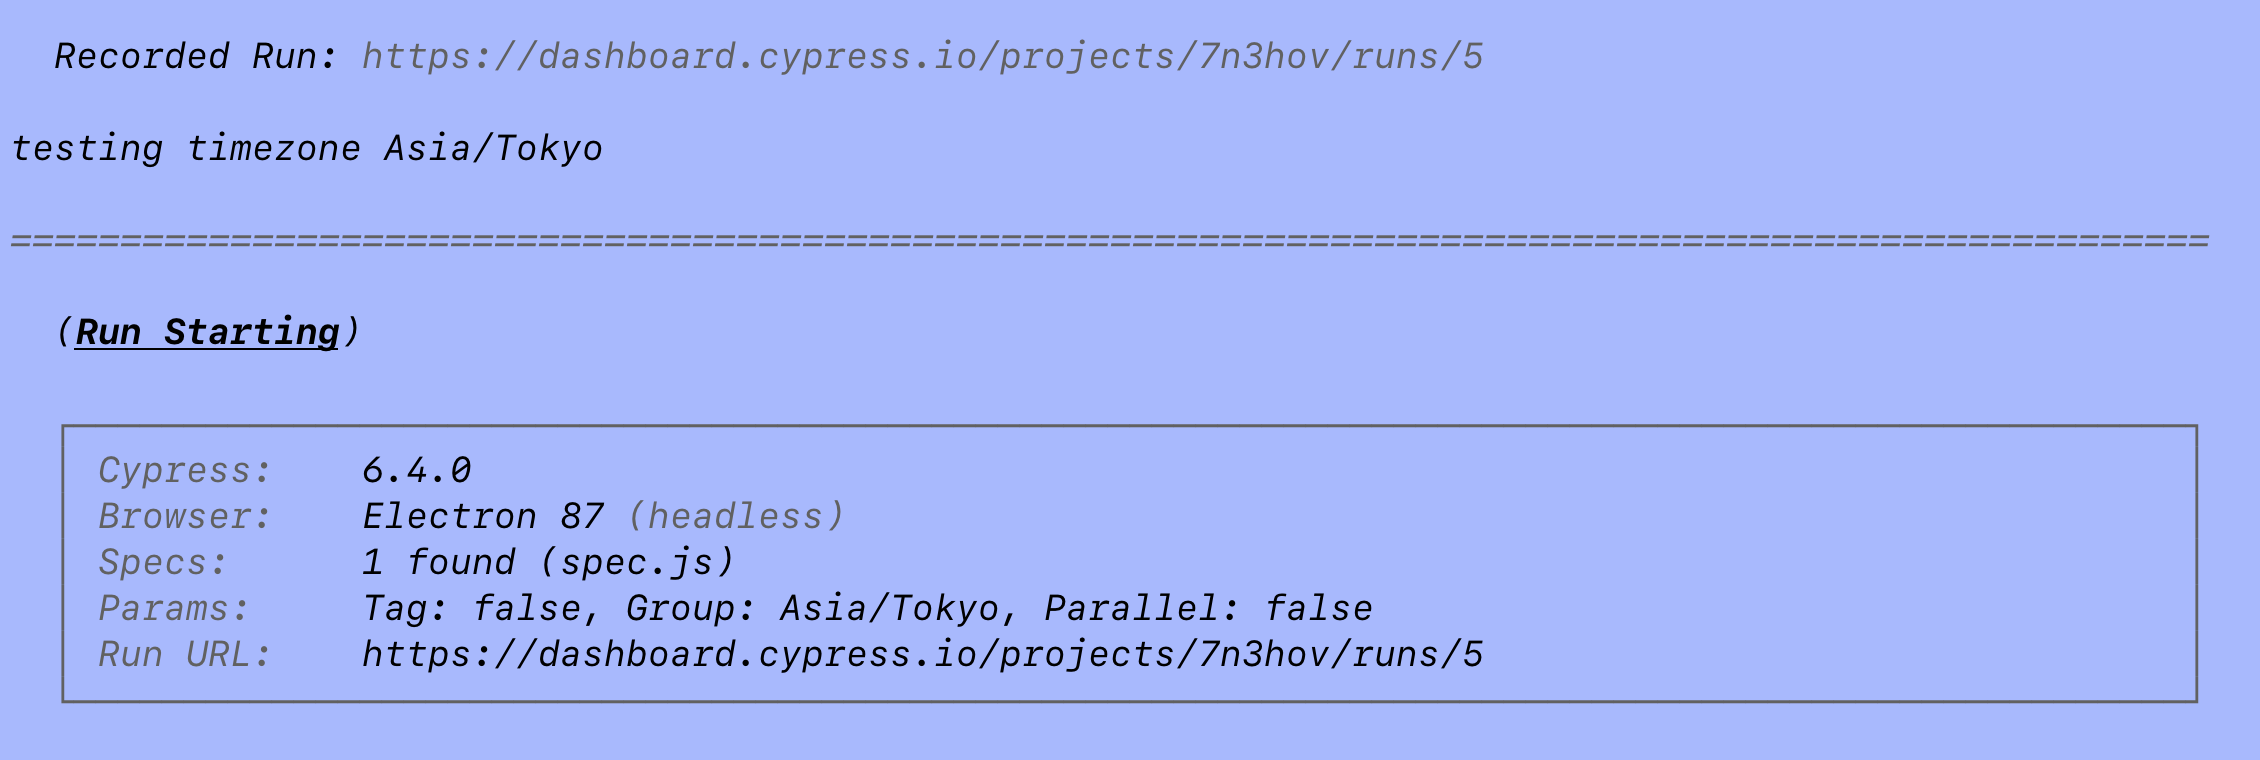 Recorded Run: https://dashboard.cypress.io/projects/7n3hov/runs/5
testing timezone Asia/Tokyo
====================================================================================================
(Run Starting)
Cypress: 6.4.0
Browser: Electron 87 (headless)
Specs: 1 found (spec.js)
Params: Tag: false, Group: Asia/Tokyo, Parallel: false
Run URL: https://dashboard.cypress.io/projects/7n3hov/runs/5